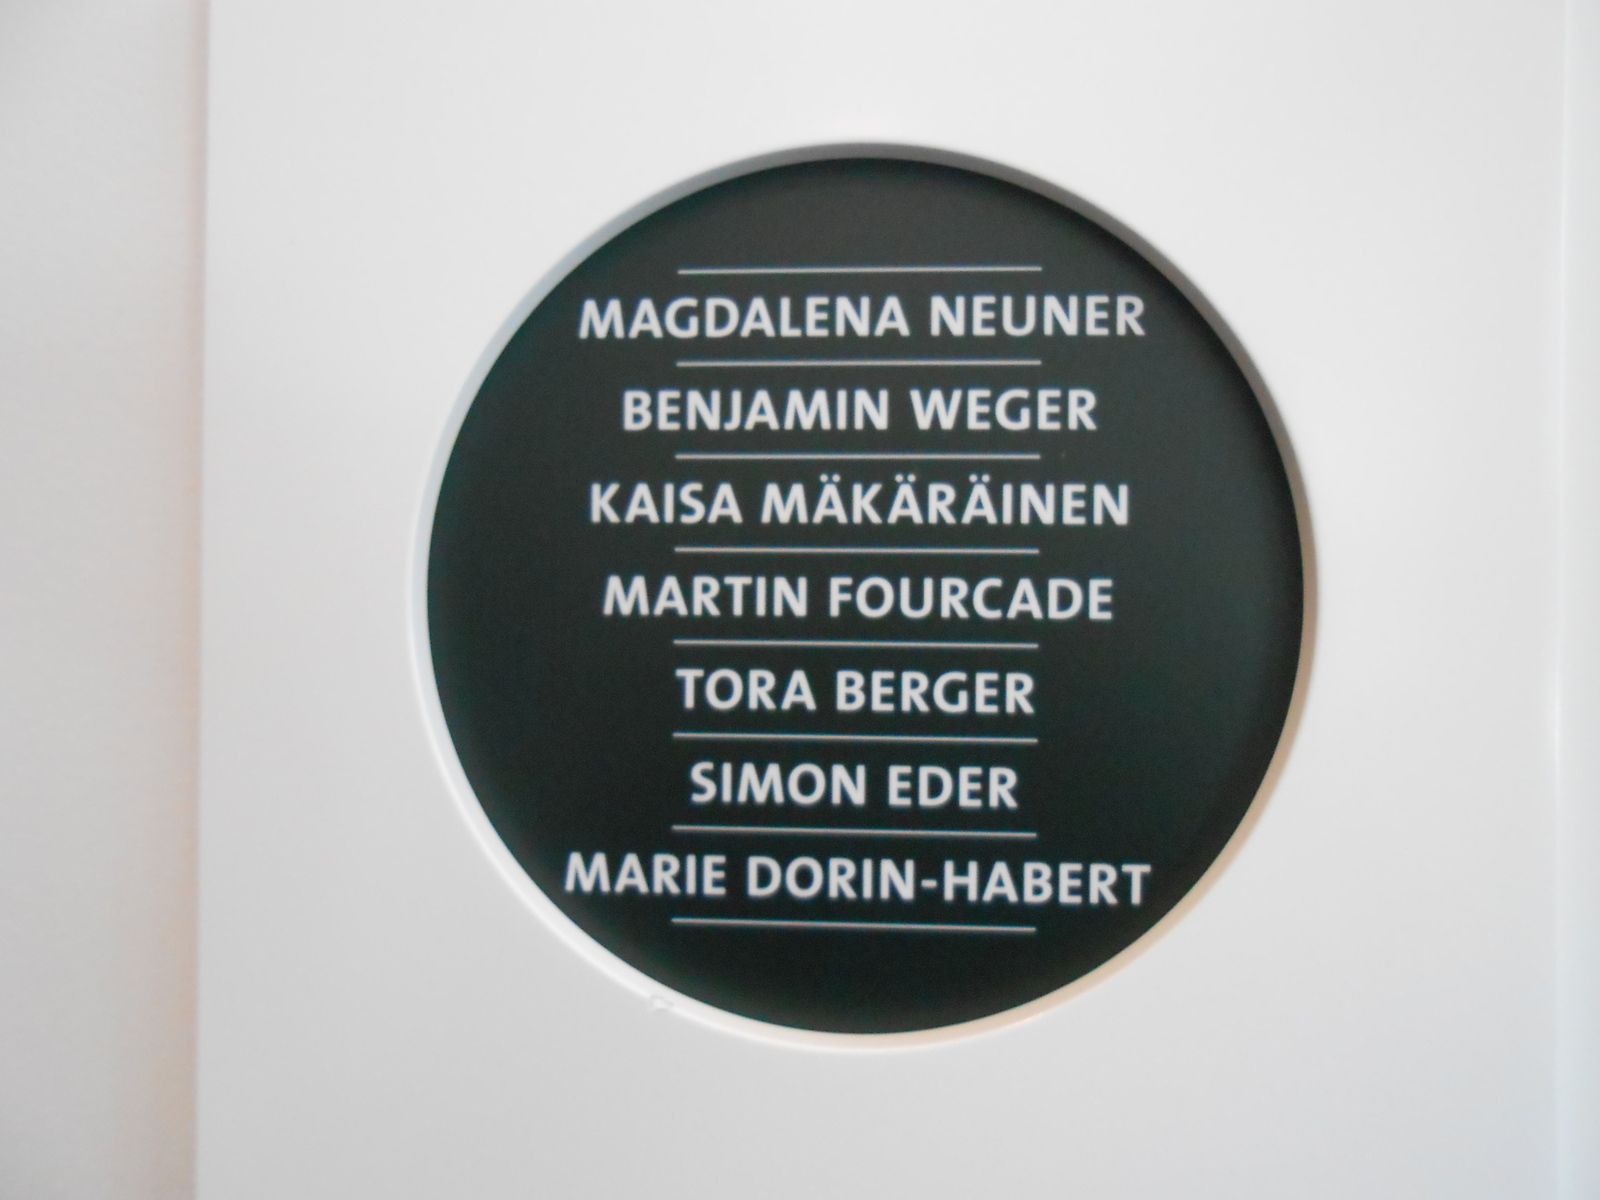 MAGDALENA NEUNER
BENJAMIN WEGER
KAISA MÄKÄRÄINEN
MARTIN FOURCADE
TORA BERGER
SIMON EDER
MARIE DORIN-HABERT